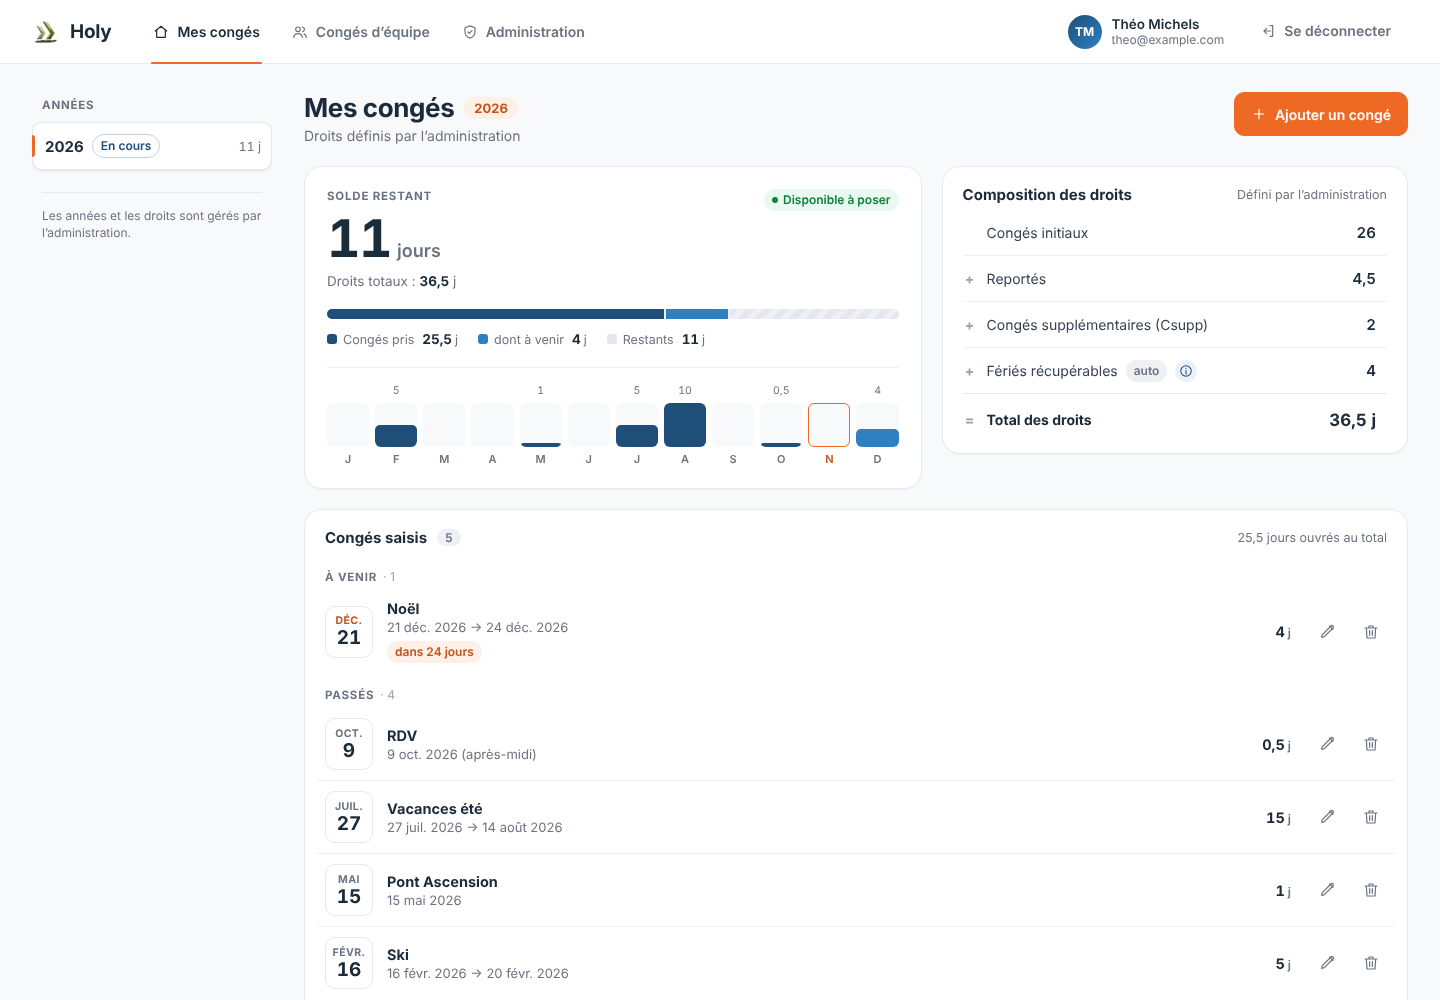 Holy
Mes congés
Congés d’équipe
Administration
TM
Théo Michels
theo@example.com
Se déconnecter
ANNÉES
2026 En cours 11 j
Les années et les droits sont gérés par
l’administration.
Mes congés 2026
Droits définis par l’administration
+ Ajouter un congé
SOLDE RESTANT
Disponible à poser
11 jours
Droits totaux : 36,5 j
Congés pris 25,5 j dont à venir 4 j Restants 11 j
5 1 5 10 0,5 4
J F M A M J J A S O N D
Composition des droits
Défini par l’administration
Congés initiaux 26
+ Reportés 4,5
+ Congés supplémentaires (Csupp) 2
+ Fériés récupérables auto 4
= Total des droits 36,5 j
Congés saisis 5
25,5 jours ouvrés au total
À VENIR · 1
DÉC.
21
Noël
21 déc. 2026 → 24 déc. 2026
dans 24 jours
4 j
PASSÉS · 4
OCT.
9
RDV
9 oct. 2026 (après-midi)
0,5 j
JUIL.
27
Vacances été
27 juil. 2026 → 14 août 2026
15 j
MAI
15
Pont Ascension
15 mai 2026
1 j
FÉVR.
16
Ski
16 févr. 2026 → 20 févr. 2026
5 j